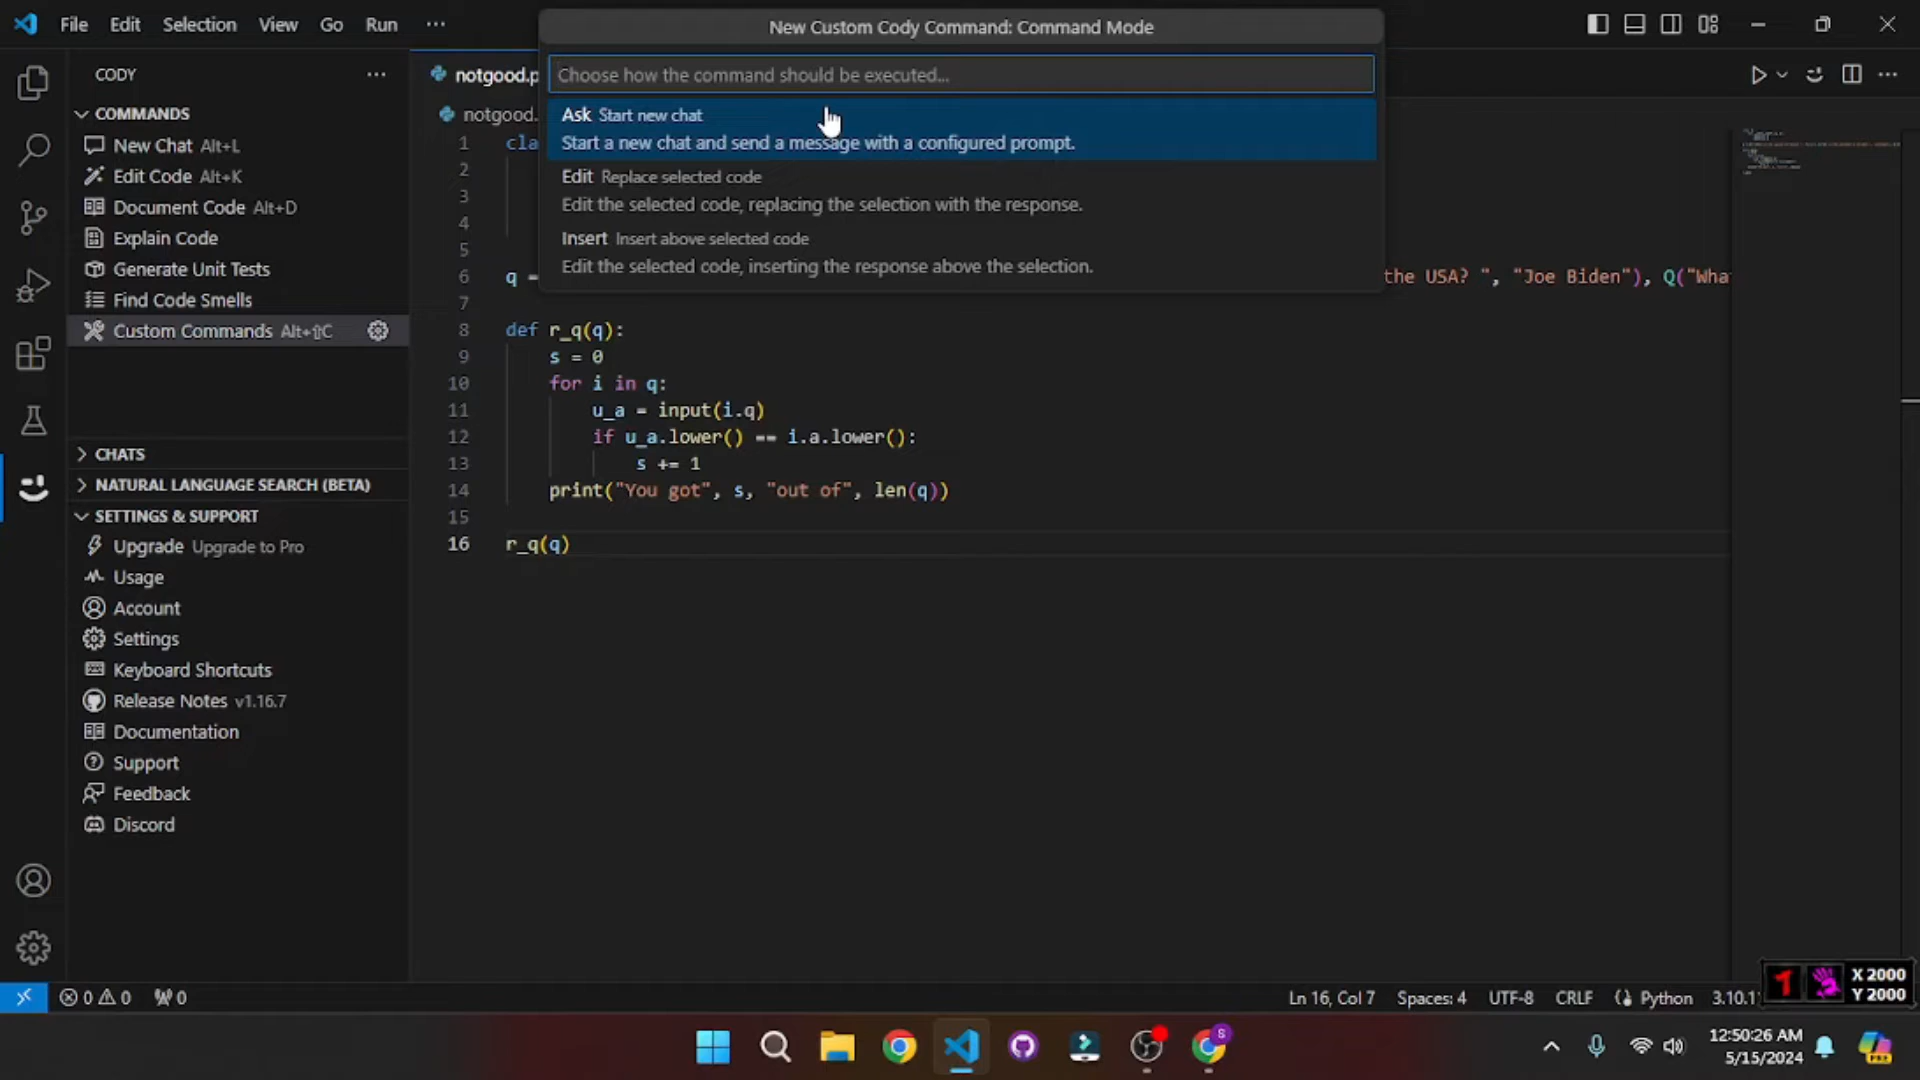 File Edit Selection View Go Run ···
New Custom Cody Command: Command Mode
Choose how the command should be executed...
Ask Start new chat
Start a new chat and send a message with a configured prompt.
Edit Replace selected code
Edit the selected code, replacing the selection with the response.
Insert Insert above selected code
Edit the selected code, inserting the response above the selection.
CODY ···
COMMANDS
New Chat Alt+L
Edit Code Alt+K
Document Code Alt+D
Explain Code
Generate Unit Tests
Find Code Smells
Custom Commands Alt+⇧C
CHATS
NATURAL LANGUAGE SEARCH (BETA)
SETTINGS & SUPPORT
Upgrade Upgrade to Pro
Usage
Account
Settings
Keyboard Shortcuts
Release Notes v1.16.7
Documentation
Support
Feedback
Discord
notgood.p
notgood.
1 cla
2
3
4
5
6 q = the USA? ", "Joe Biden"), Q("Wha
7
8 def r_q(q):
9 s = 0
10 for i in q:
11 u_a = input(i.q)
12 if u_a.lower() == i.a.lower():
13 s += 1
14 print("You got", s, "out of", len(q))
15
16 r_q(q)
0 0 0
Ln 16, Col 7 Spaces: 4 UTF-8 CRLF Python 3.10.1
1 X 2000
Y 2000
S
12:50:26 AM
5/15/2024